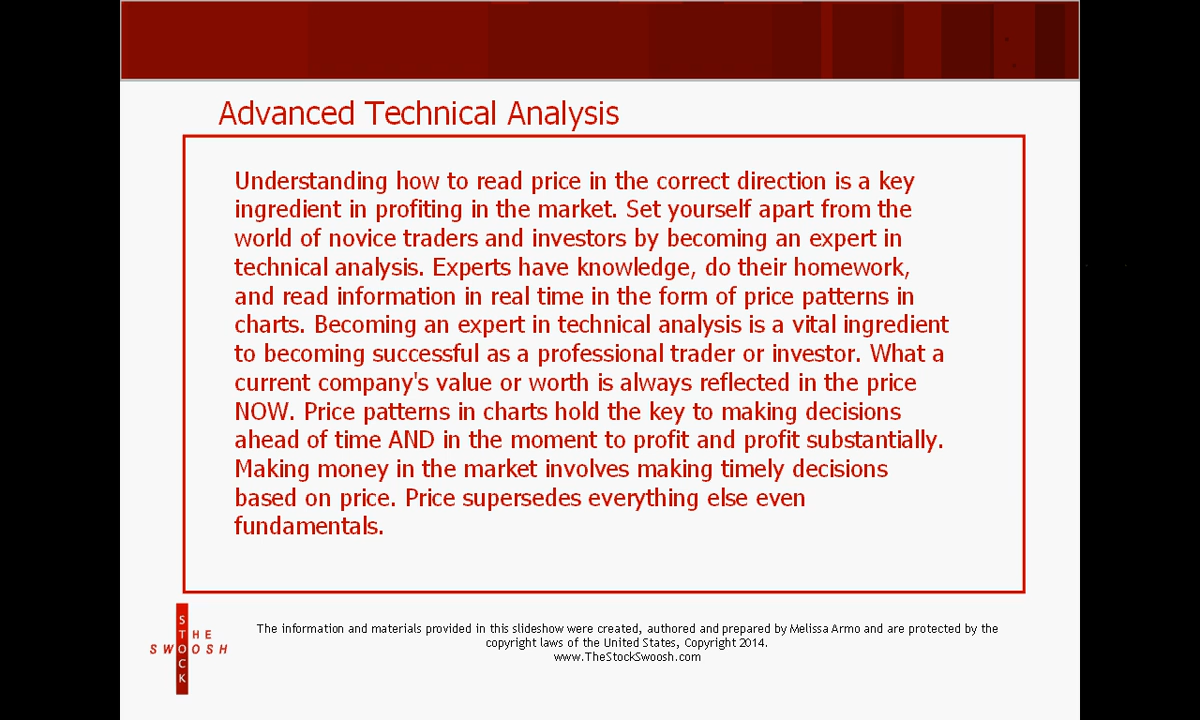 Advanced Technical Analysis
Understanding how to read price in the correct direction is a key
ingredient in profiting in the market. Set yourself apart from the
world of novice traders and investors by becoming an expert in
technical analysis. Experts have knowledge, do their homework,
and read information in real time in the form of price patterns in
charts. Becoming an expert in technical analysis is a vital ingredient
to becoming successful as a professional trader or investor. What a
current company's value or worth is always reflected in the price
NOW. Price patterns in charts hold the key to making decisions
ahead of time AND in the moment to profit and profit substantially.
Making money in the market involves making timely decisions
based on price. Price supersedes everything else even
fundamentals.
THE
STOCK
SWOOSH
The information and materials provided in this slideshow were created, authored and prepared by Melissa Armo and are protected by the
copyright laws of the United States, Copyright 2014.
www.TheStockSwoosh.com